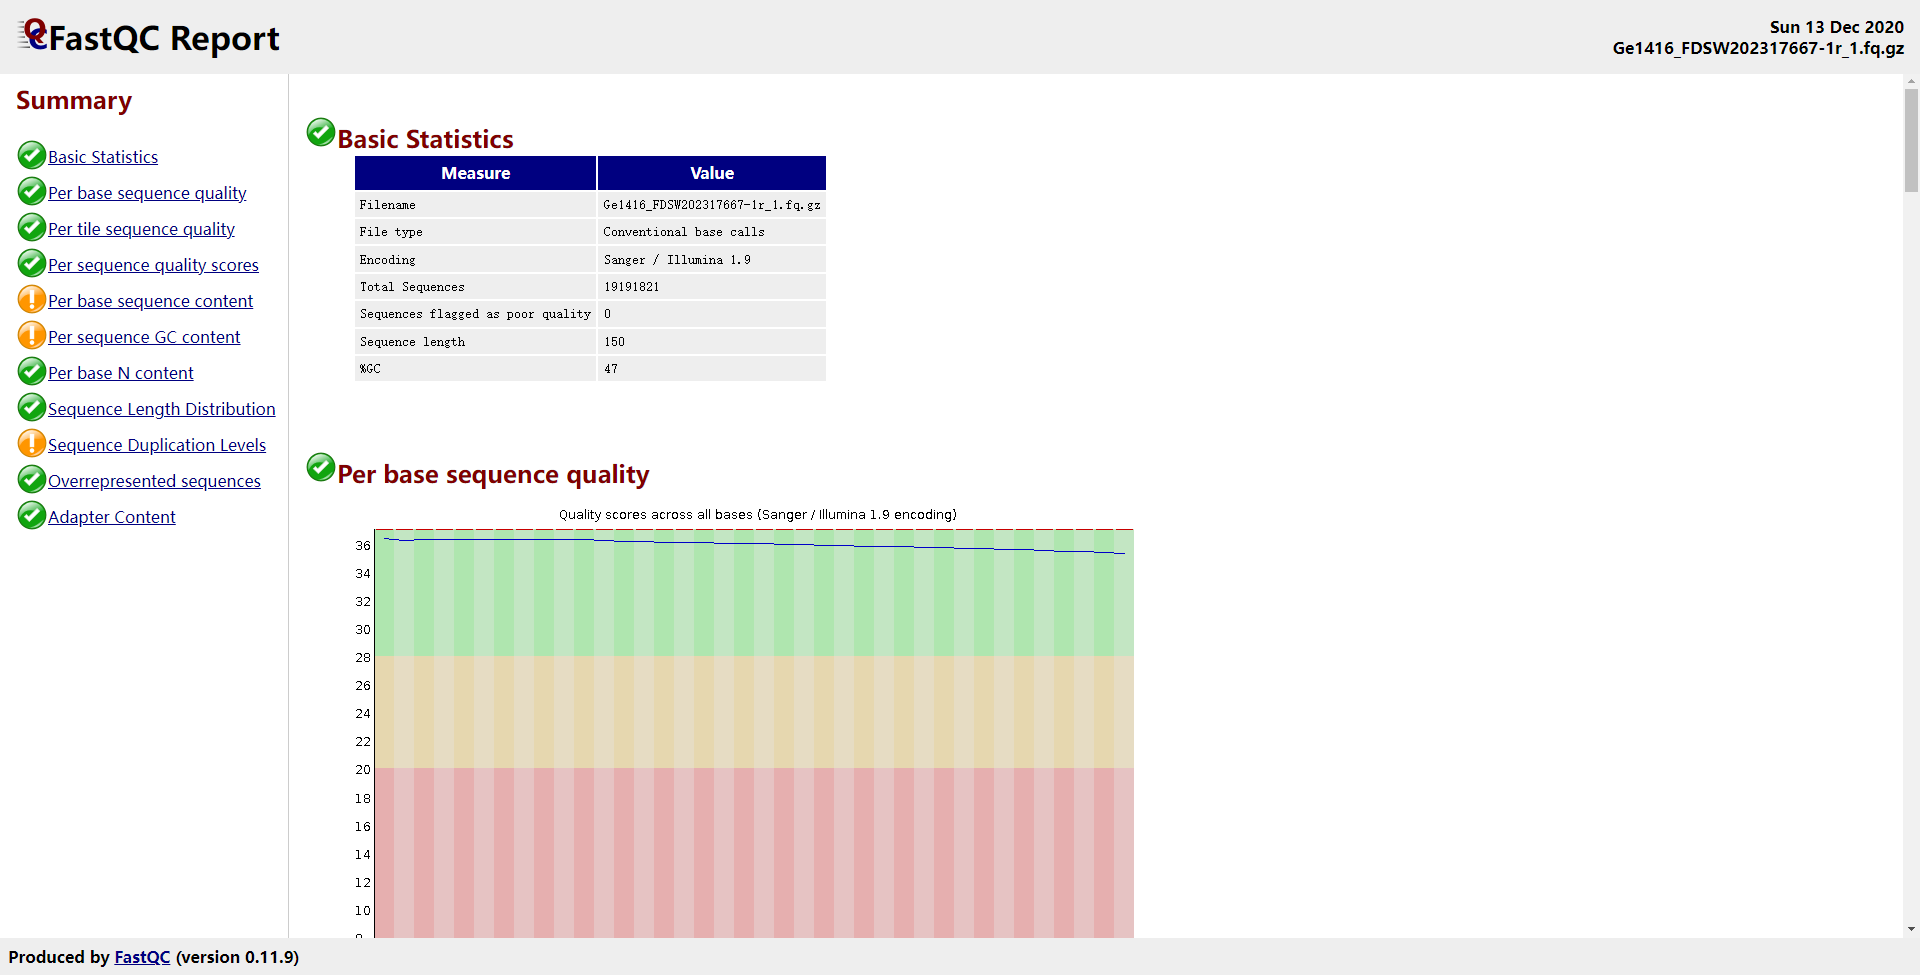 FastQC Report
Sun 13 Dec 2020
Ge1416_FDSW202317667-1r_1.fq.gz
Summary
Basic Statistics
Per base sequence quality
Per tile sequence quality
Per sequence quality scores
Per base sequence content
Per sequence GC content
Per base N content
Sequence Length Distribution
Sequence Duplication Levels
Overrepresented sequences
Adapter Content
Basic Statistics
Measure Value
Filename Ge1416_FDSW202317667-1r_1.fq.gz
File type Conventional base calls
Encoding Sanger / Illumina 1.9
Total Sequences 19191821
Sequences flagged as poor quality 0
Sequence length 150
%GC 47
Per base sequence quality
Quality scores across all bases (Sanger / Illumina 1.9 encoding)
36
34
32
30
28
26
24
22
20
18
16
14
12
10
Produced by FastQC (version 0.11.9)